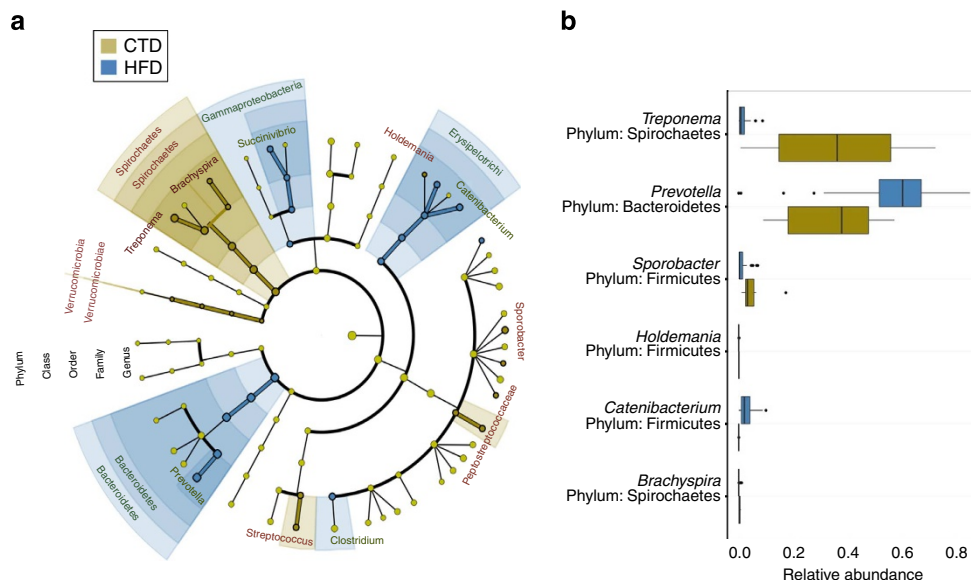 a
CTD
HFD
Gammaproteobacteria
Succinivibrio
Spirochaetes
Spirochaetes
Brachyspira
Treponema
Holdemania
Erysipelotrichi
Catenibacterium
Verrucomicrobia
Verrucomicrobiae
Phylum
Class
Order
Family
Genus
Sporobacter
Peptostreptococcaceae
Prevotella
Bacteroidetes
Bacteroidetes
Streptococcus
Clostridium
b
Treponema
Phylum: Spirochaetes
Prevotella
Phylum: Bacteroidetes
Sporobacter
Phylum: Firmicutes
Holdemania
Phylum: Firmicutes
Catenibacterium
Phylum: Firmicutes
Brachyspira
Phylum: Spirochaetes
0.0 0.2 0.4 0.6 0.8
Relative abundance